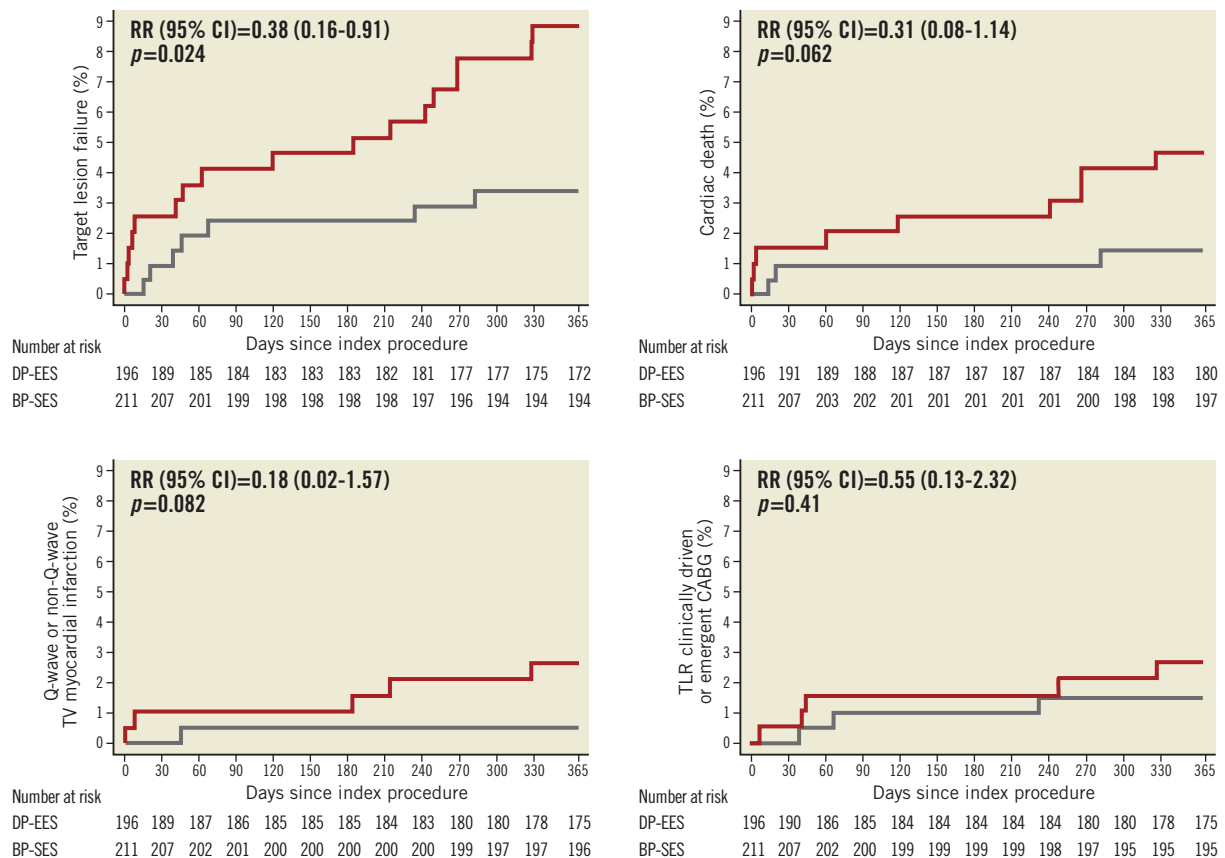 RR (95% CI)=0.38 (0.16-0.91)
p=0.024
Target lesion failure (%)
9
8
7
6
5
4
3
2
1
0
0 30 60 90 120 150 180 210 240 270 300 330 365
Days since index procedure
Number at risk
DP-EES 196 189 185 184 183 183 183 182 181 177 177 175 172
BP-SES 211 207 201 199 198 198 198 198 197 196 194 194 194
RR (95% CI)=0.31 (0.08-1.14)
p=0.062
Cardiac death (%)
9
8
7
6
5
4
3
2
1
0
0 30 60 90 120 150 180 210 240 270 300 330 365
Days since index procedure
Number at risk
DP-EES 196 191 189 188 187 187 187 187 187 184 184 183 180
BP-SES 211 207 203 202 201 201 201 201 201 200 198 198 197
RR (95% CI)=0.18 (0.02-1.57)
p=0.082
Q-wave or non-Q-wave
TV myocardial infarction (%)
9
8
7
6
5
4
3
2
1
0
0 30 60 90 120 150 180 210 240 270 300 330 365
Days since index procedure
Number at risk
DP-EES 196 189 187 186 185 185 185 184 183 180 180 178 175
BP-SES 211 207 202 201 200 200 200 200 200 199 197 197 196
RR (95% CI)=0.55 (0.13-2.32)
p=0.41
TLR clinically driven
or emergent CABG (%)
9
8
7
6
5
4
3
2
1
0
0 30 60 90 120 150 180 210 240 270 300 330 365
Days since index procedure
Number at risk
DP-EES 196 190 186 185 184 184 184 184 184 180 180 178 175
BP-SES 211 207 202 200 199 199 199 199 198 197 195 195 195